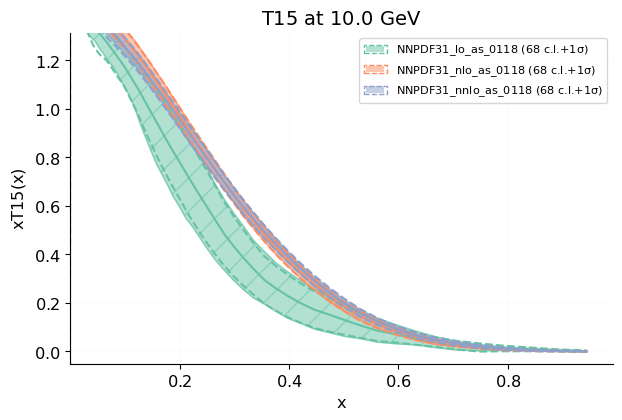 T15 at 10.0 GeV
NNPDF31_lo_as_0118 (68 c.l.+1σ)
NNPDF31_nlo_as_0118 (68 c.l.+1σ)
NNPDF31_nnlo_as_0118 (68 c.l.+1σ)
xT15(x)
1.2
1.0
0.8
0.6
0.4
0.2
0.0
0.2 0.4 0.6 0.8
x